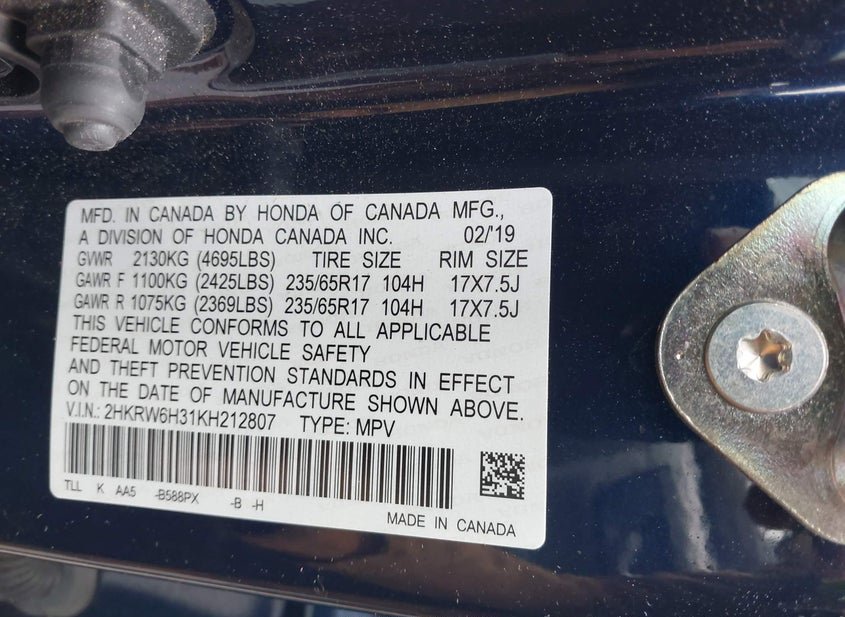 MFD. IN CANADA BY HONDA OF CANADA MFG.,
A DIVISION OF HONDA CANADA INC. 02/'19
GVWR 2130KG (4695LBS) TIRE SIZE RIM SIZE
GAWR F 1100KG (2425LBS) 235/65R17 104H 17X7.5J
GAWR R 1075KG (2369LBS) 235/65R17 104H 17X7.5J
THIS VEHICLE CONFORMS TO ALL APPLICABLE
FEDERAL MOTOR VEHICLE SAFETY
AND THEFT PREVENTION STANDARDS IN EFFECT
ON THE DATE OF MANUFACTURE SHOWN ABOVE.
V.I.N.: 2HKRW6H31KH212807 TYPE: MPV
TLL K AA5 -B588PX -B -H
MADE IN CANADA